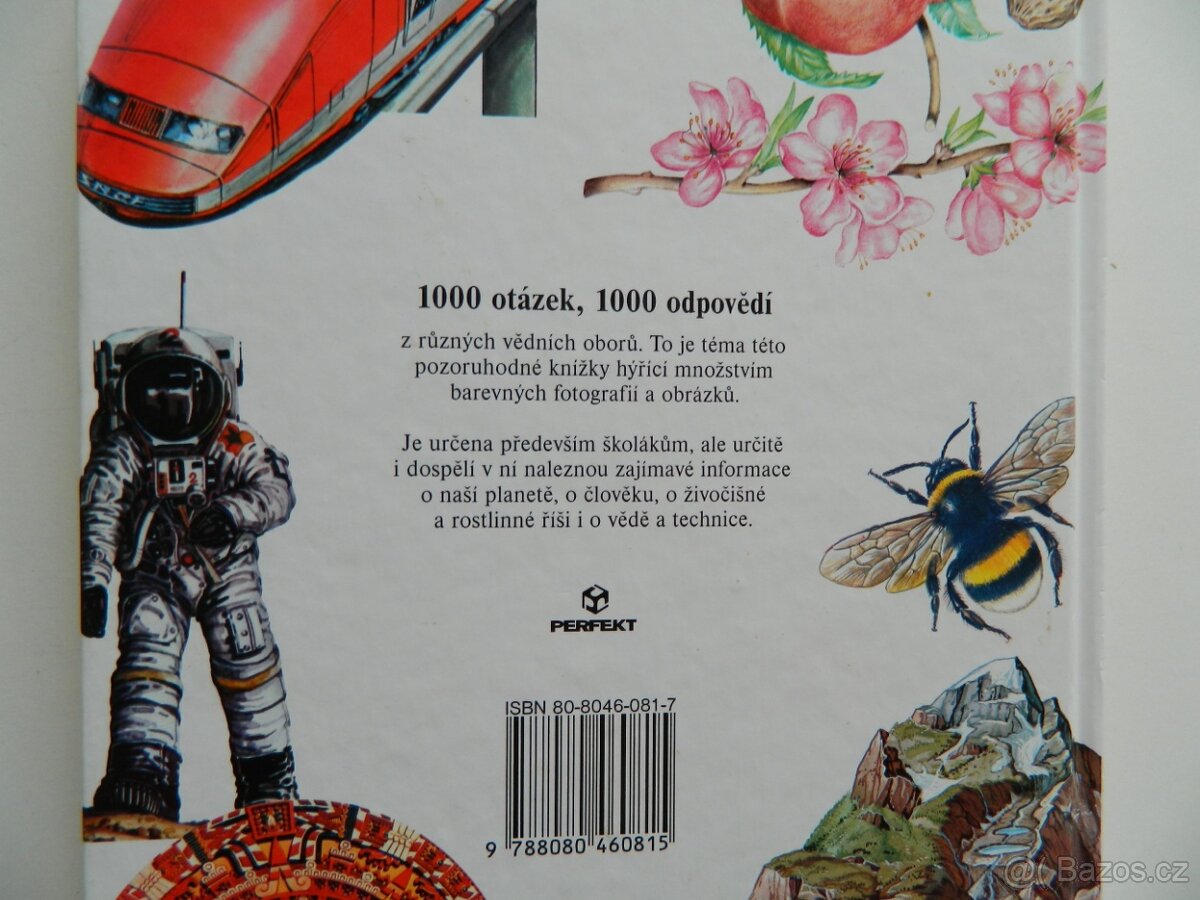 SNCF
1000 otázek, 1000 odpovědí
z různých vědních oborů. To je téma této
pozoruhodné knížky hýřící množstvím
barevných fotografií a obrázků.
Je určena především školákům, ale určitě
i dospělí v ní naleznou zajímavé informace
o naší planetě, o člověku, o živočišné
a rostlinné říši i o vědě a technice.
PERFEKT
ISBN 80-8046-081-7
9 788080 460815
@( Bazos.cz